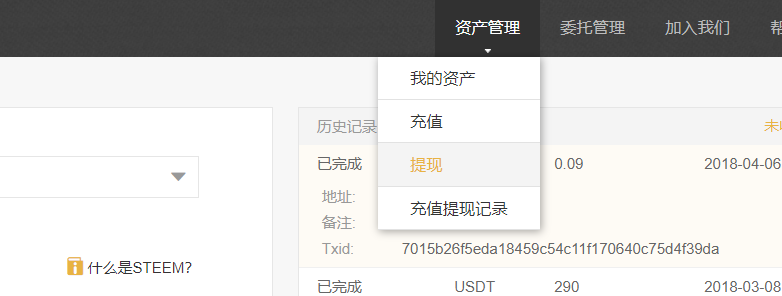 资产管理 委托管理 加入我们
我的资产
充值
提现
充值提现记录
历史记录
已完成 0.09 2018-04-06
地址:
备注:
Txid: 7015b26f5eda18459c54c11f170640c75d4f39da
什么是STEEM?
已完成 USDT 290 2018-03-08